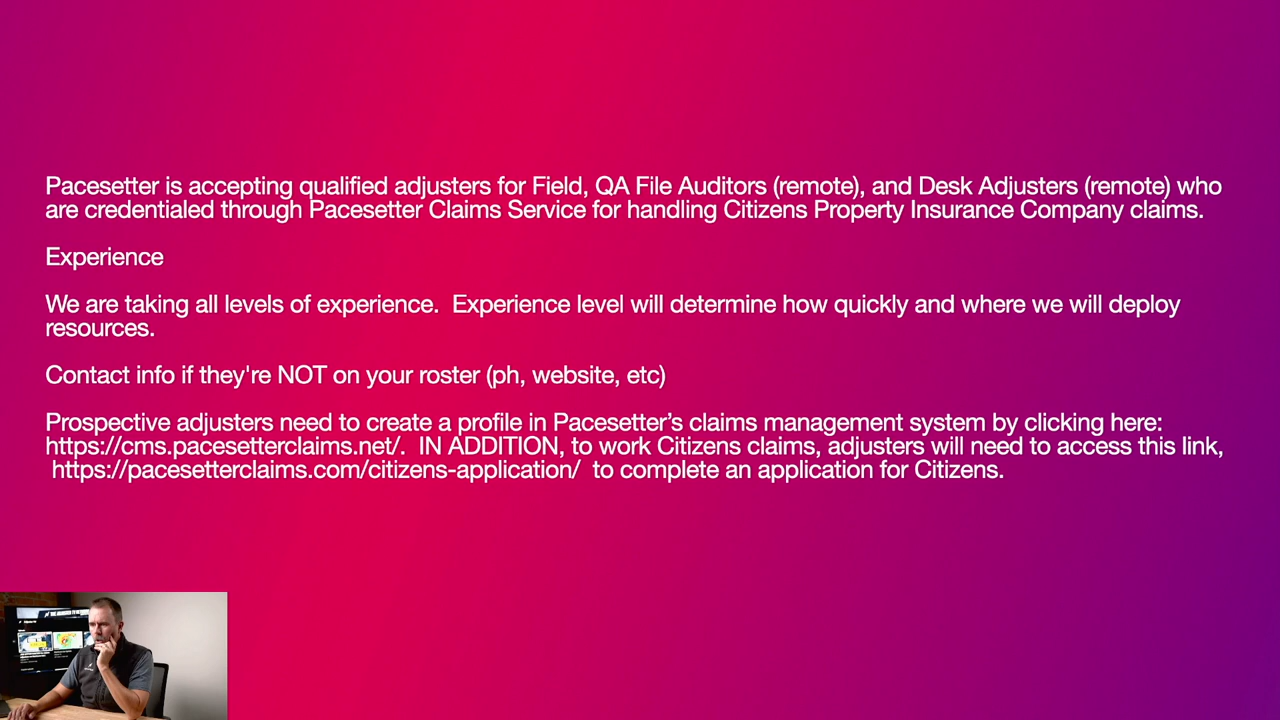 Pacesetter is accepting qualified adjusters for Field, QA File Auditors (remote), and Desk Adjusters (remote) who
are credentialed through Pacesetter Claims Service for handling Citizens Property Insurance Company claims.
Experience
We are taking all levels of experience.  Experience level will determine how quickly and where we will deploy
resources.
Contact info if they're NOT on your roster (ph, website, etc)
Prospective adjusters need to create a profile in Pacesetter’s claims management system by clicking here:
https://cms.pacesetterclaims.net/.  IN ADDITION, to work Citizens claims, adjusters will need to access this link,
https://pacesetterclaims.com/citizens-application/  to complete an application for Citizens.